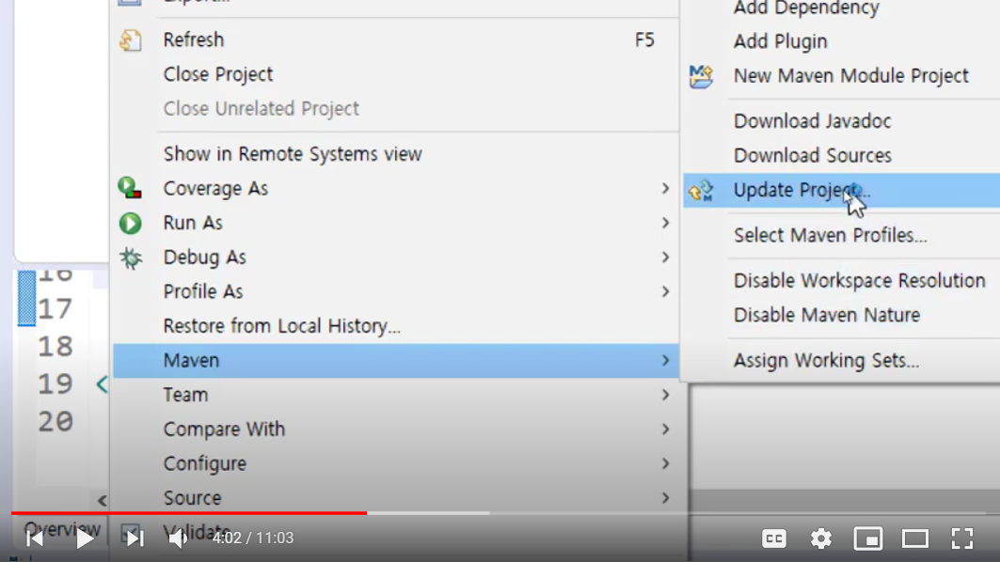 Export...
Refresh F5
Close Project
Close Unrelated Project
Show in Remote Systems view
Coverage As
Run As
Debug As
Profile As
Restore from Local History...
Maven
Team
Compare With
Configure
Source
Validate
Add Dependency
Add Plugin
New Maven Module Project
Download Javadoc
Download Sources
Update Project...
Select Maven Profiles...
Disable Workspace Resolution
Disable Maven Nature
Assign Working Sets...
16
17
18
19 <
20
Overview
4:02 / 11:03
CC